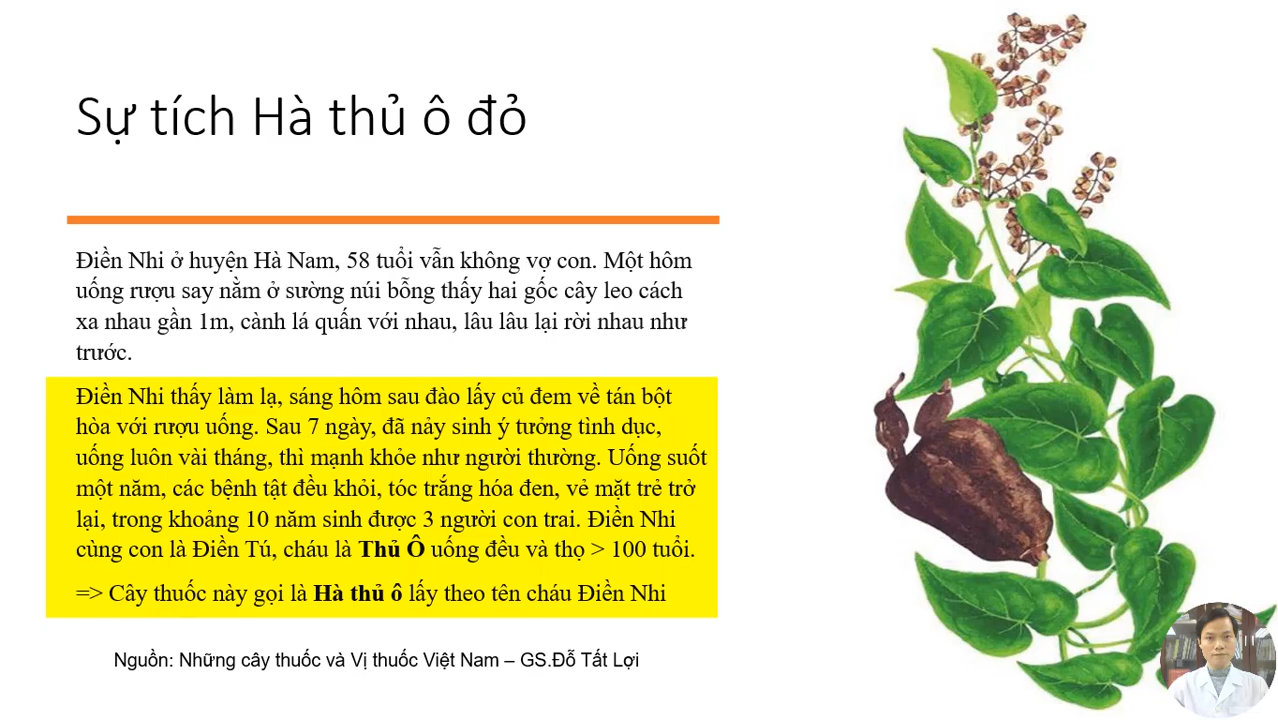 Sự tích Hà thủ ô đỏ
Điền Nhi ở huyện Hà Nam, 58 tuổi vẫn không vợ con. Một hôm
uống rượu say nằm ở sường núi bỗng thấy hai gốc cây leo cách
xa nhau gần 1m, cành lá quấn với nhau, lâu lâu lại rời nhau như
trước.
Điền Nhi thấy làm lạ, sáng hôm sau đào lấy củ đem về tán bột
hòa với rượu uống. Sau 7 ngày, đã nảy sinh ý tưởng tình dục,
uống luôn vài tháng, thì mạnh khỏe như người thường. Uống suốt
một năm, các bệnh tật đều khỏi, tóc trắng hóa đen, vẻ mặt trẻ trở
lại, trong khoảng 10 năm sinh được 3 người con trai. Điền Nhi
cùng con là Điền Tú, cháu là Thủ Ô uống đều và thọ > 100 tuổi.
=> Cây thuốc này gọi là Hà thủ ô lấy theo tên cháu Điền Nhi
Nguồn: Những cây thuốc và Vị thuốc Việt Nam – GS.Đỗ Tất Lợi